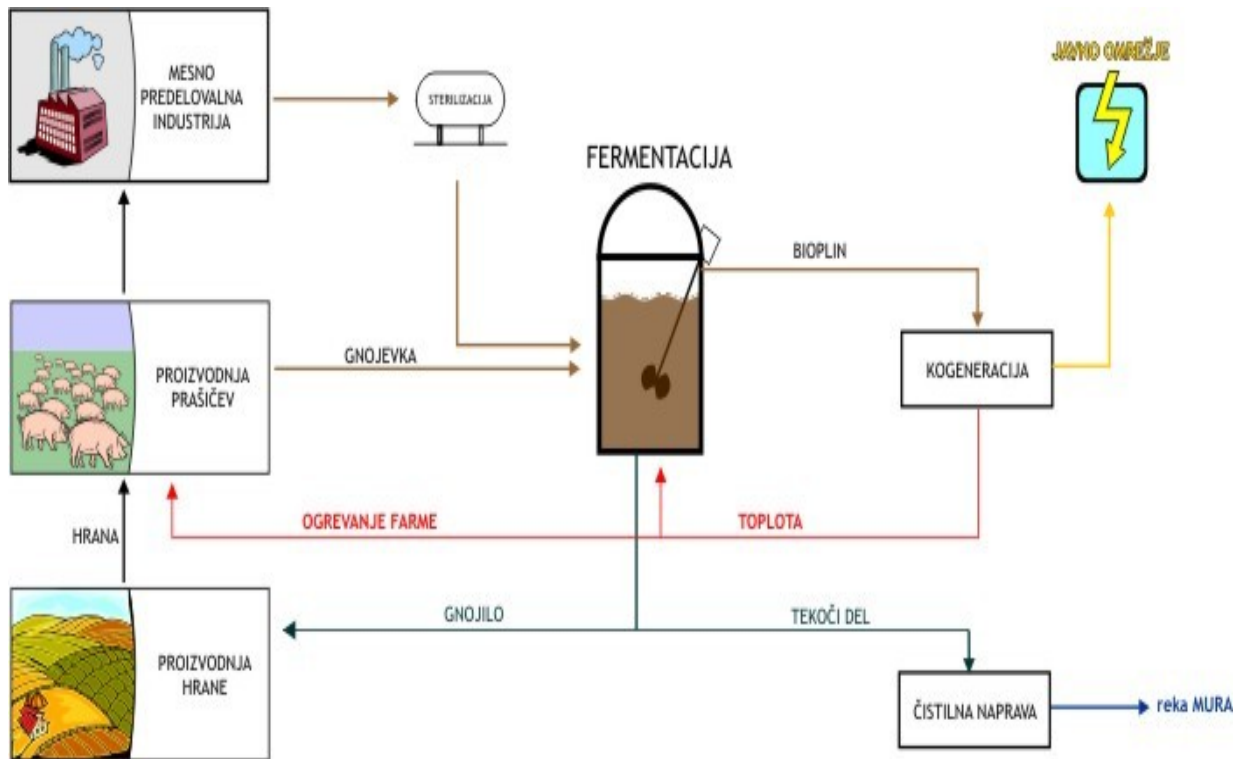 MESNO
PREDELOVALNA
INDUSTRIJA
STERILIZACIJA
JAVNO OMREŽJE
FERMENTACIJA
BIOPLIN
PROIZVODNJA
PRAŠIČEV
GNOJEVKA
KOGENERACIJA
OGREVANJE FARME
TOPLOTA
HRANA
PROIZVODNJA
HRANE
GNOJILO
TEKOČI DEL
ČISTILNA NAPRAVA
reka MURA